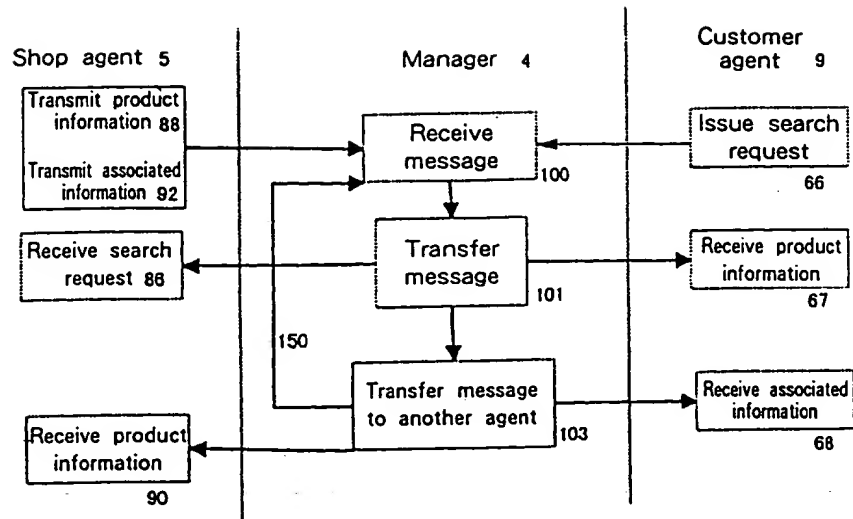 Shop agent 5
Manager 4
Customer
agent 9
Transmit product
information 88
Transmit associated
information 92
Receive
message
100
Issue search
request
66
Receive search
request 86
Transfer
message
101
Receive product
information
67
150
Transfer message
to another agent
103
Receive associated
information
68
Receive product
information
90